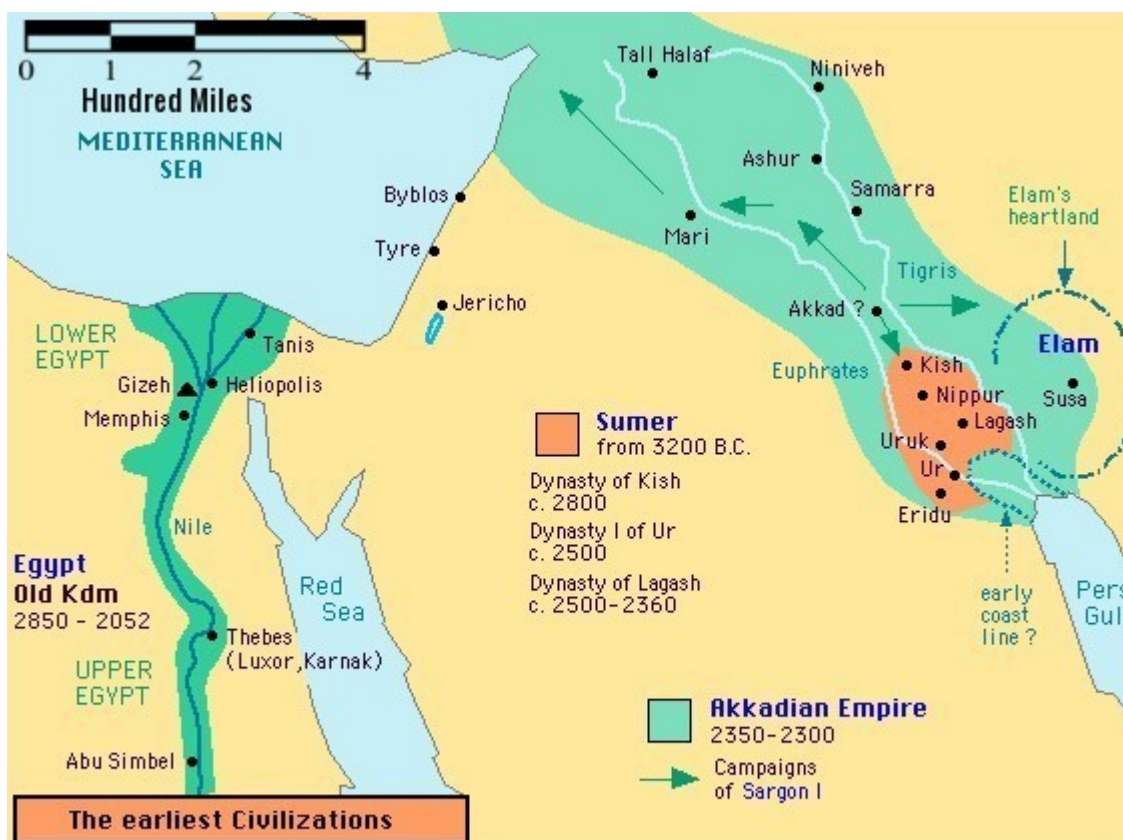 0 1 2 4
Hundred Miles
MEDITERRANEAN
SEA
Tall Halaf
Niniveh
Ashur
Samarra
Elam's
heartland
Byblos
Mari
Tyre
Tigris
Jericho
Akkad ?
LOWER
EGYPT
Tanis
Elam
Gizeh
Heliopolis
Euphrates
Kish
Memphis
Nippur
Susa
Lagash
Sumer
from 3200 B.C.
Uruk
Ur
Eridu
Dynasty of Kish
c. 2800
Dynasty I of Ur
c. 2500
Dynasty of Lagash
c. 2500-2360
Nile
Egypt
Old Kdm
2850 - 2052
Red
Sea
early
coast
line ?
Pers
Gul
Thebes
(Luxor,Karnak)
UPPER
EGYPT
Akkadian Empire
2350-2300
Abu Simbel
Campaigns
of Sargon I
The earliest Civilizations